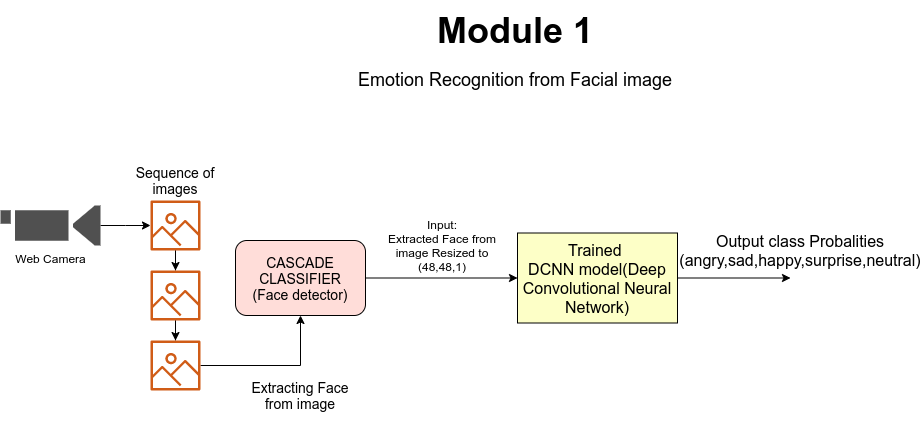 Module 1
Emotion Recognition from Facial image
Sequence of
images
Web Camera
CASCADE
CLASSIFIER
(Face detector)
Extracting Face
from image
Input:
Extracted Face from
image Resized to
(48,48,1)
Trained
DCNN model(Deep
Convolutional Neural
Network)
Output class Probalities
(angry,sad,happy,surprise,neutral)